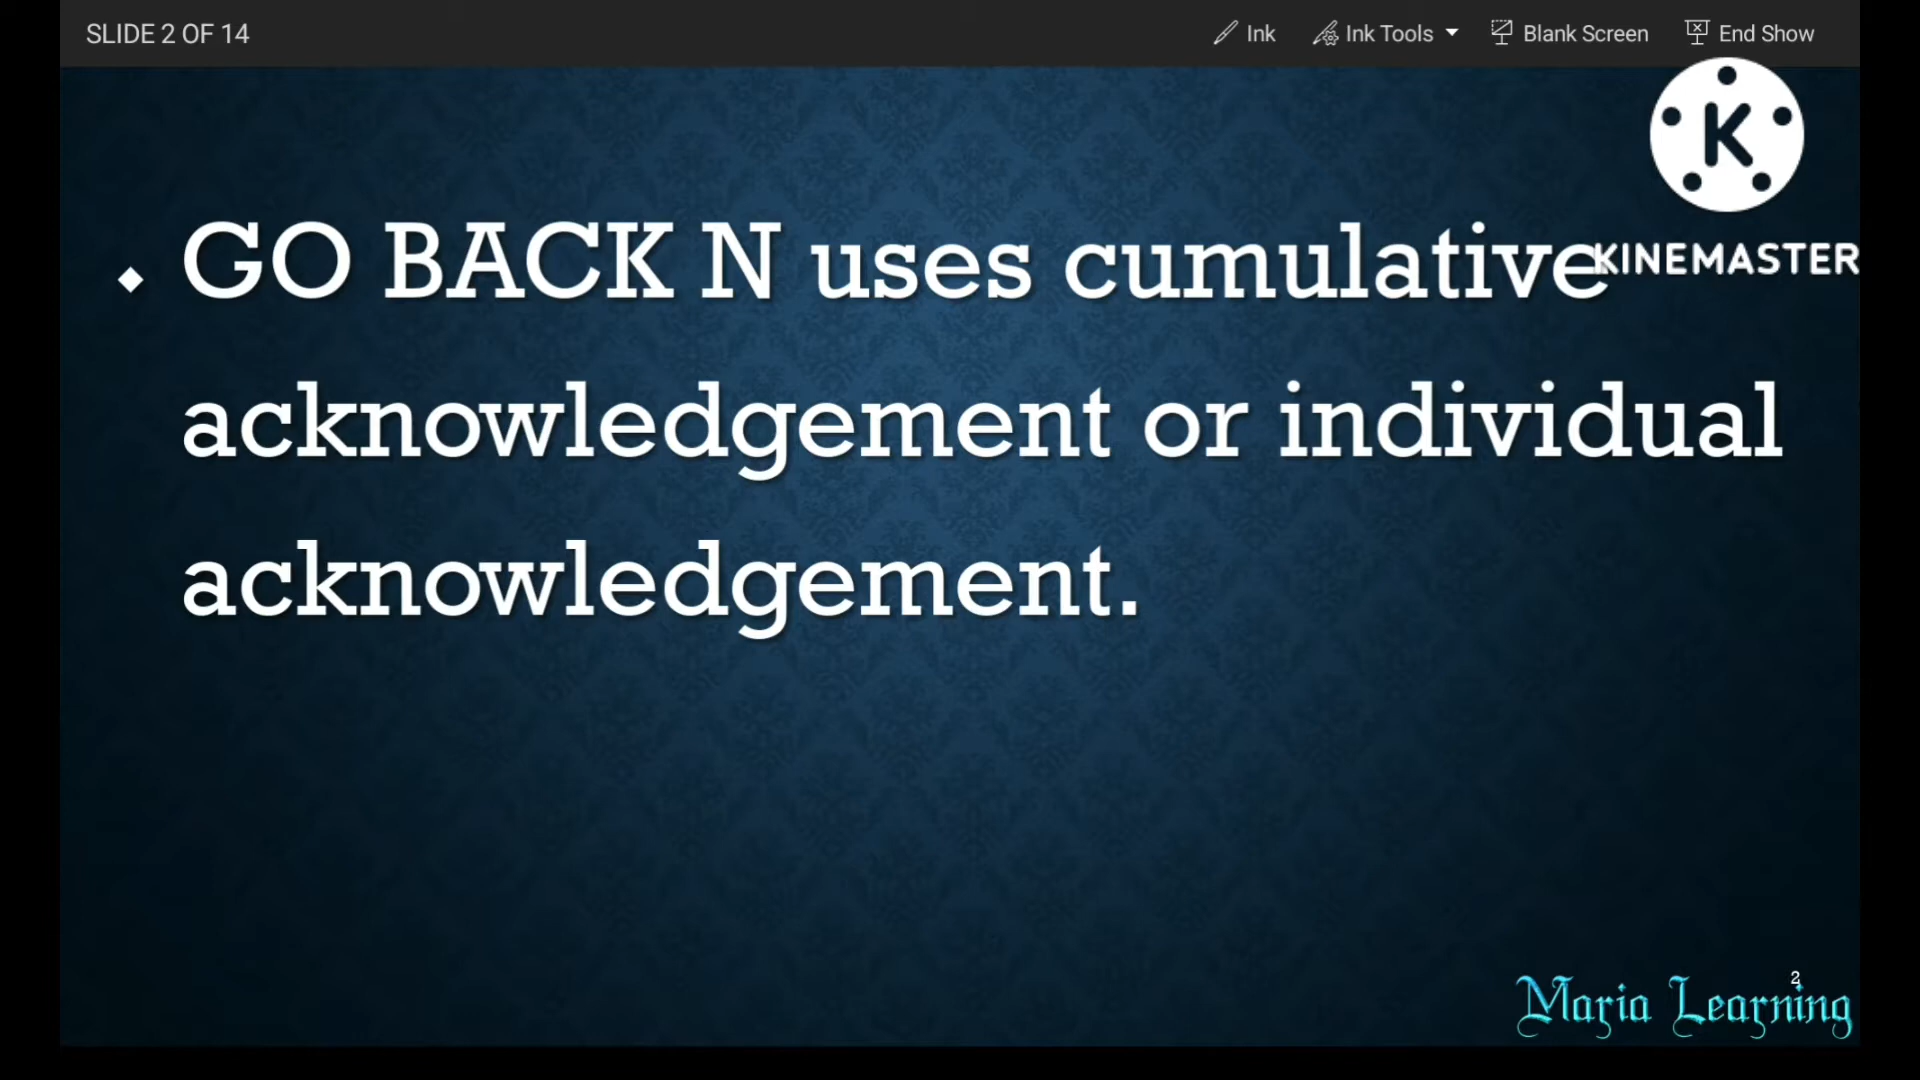 SLIDE 2 OF 14 Ink Ink Tools Blank Screen End Show
K
KINEMASTER
GO BACK N uses cumulative
acknowledgement or individual
acknowledgement.
2
Maria Learning